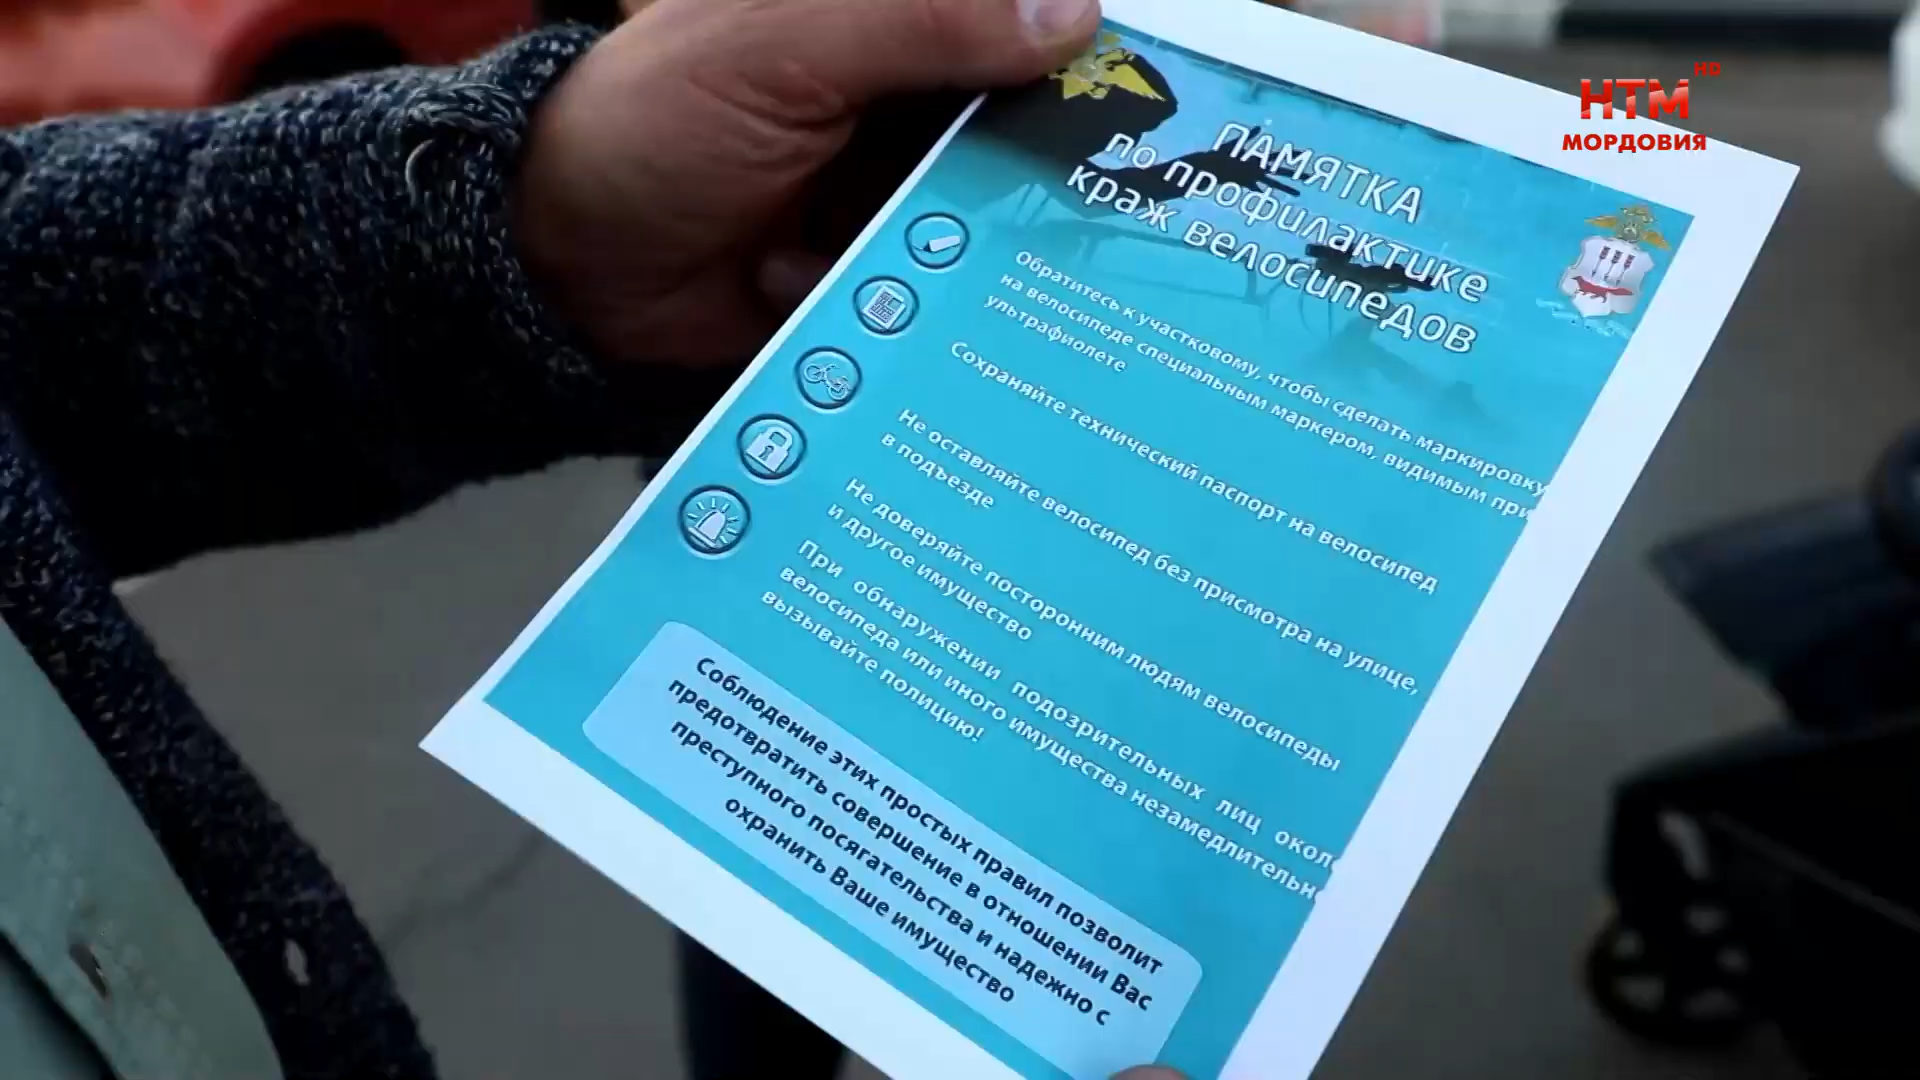 НТМ HD
МОРДОВИЯ
ПАМЯТКА
по профилактике
краж велосипедов
Обратитесь к участковому, чтобы сделать маркировку
на велосипеде специальным маркером, видимым при
ультрафиолете
Сохраняйте технический паспорт на велосипед
Не оставляйте велосипед без присмотра на улице,
в подъезде
Не доверяйте посторонним людям велосипеды
и другое имущество
При обнаружении подозрительных лиц около
велосипеда или иного имущества незамедлительно
вызывайте полицию!
Соблюдение этих простых правил позволит
предотвратить совершение в отношении Вас
преступного посягательства и надежно с
охранить Ваше имущество